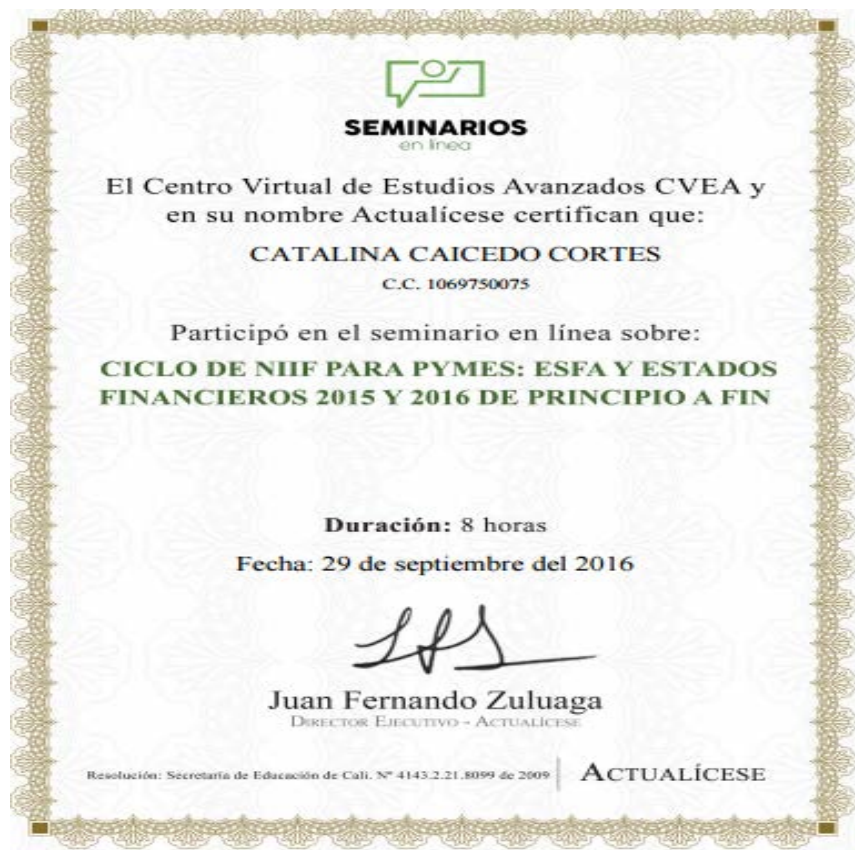 SEMINARIOS
en línea
El Centro Virtual de Estudios Avanzados CVEA y
en su nombre Actualícese certifican que:
CATALINA CAICEDO CORTES
C.C. 1069750075
Participó en el seminario en línea sobre:
CICLO DE NIIF PARA PYMES: ESFA Y ESTADOS
FINANCIEROS 2015 Y 2016 DE PRINCIPIO A FIN
Duración: 8 horas
Fecha: 29 de septiembre del 2016
Juan Fernando Zuluaga
Director Ejecutivo - Actualícese
Resolución: Secretaría de Educación de Cali. Nº 4143.2.21.8099 de 2009
ACTUALÍCESE